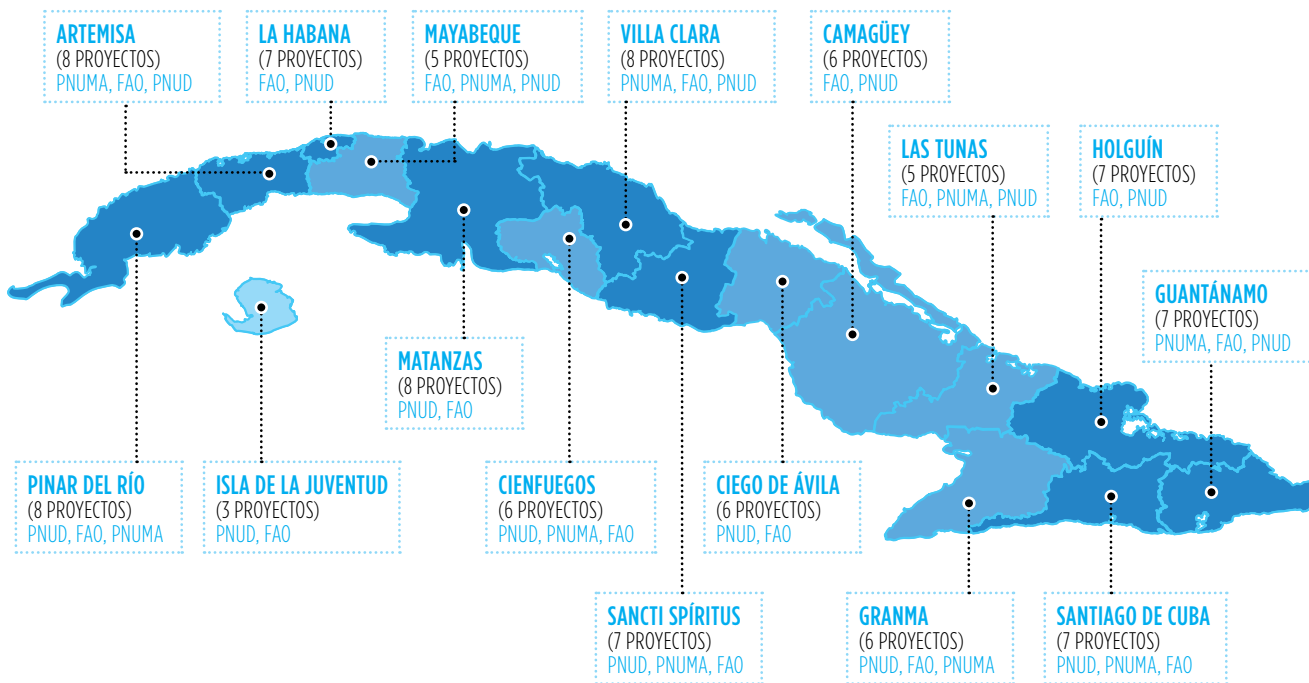 ARTEMISA
(8 PROYECTOS)
PNUMA, FAO, PNUD
LA HABANA
(7 PROYECTOS)
FAO, PNUD
MAYABEQUE
(5 PROYECTOS)
FAO, PNUMA, PNUD
VILLA CLARA
(8 PROYECTOS)
PNUMA, FAO, PNUD
CAMAGÜEY
(6 PROYECTOS)
FAO, PNUD
LAS TUNAS
(5 PROYECTOS)
FAO, PNUMA, PNUD
HOLGUÍN
(7 PROYECTOS)
FAO, PNUD
GUANTÁNAMO
(7 PROYECTOS)
PNUMA, FAO, PNUD
MATANZAS
(8 PROYECTOS)
PNUD, FAO
PINAR DEL RÍO
(8 PROYECTOS)
PNUD, FAO, PNUMA
ISLA DE LA JUVENTUD
(3 PROYECTOS)
PNUD, FAO
CIENFUEGOS
(6 PROYECTOS)
PNUD, PNUMA, FAO
CIEGO DE ÁVILA
(6 PROYECTOS)
PNUD, FAO
SANCTI SPÍRITUS
(7 PROYECTOS)
PNUD, PNUMA, FAO
GRANMA
(6 PROYECTOS)
PNUD, FAO, PNUMA
SANTIAGO DE CUBA
(7 PROYECTOS)
PNUD, PNUMA, FAO